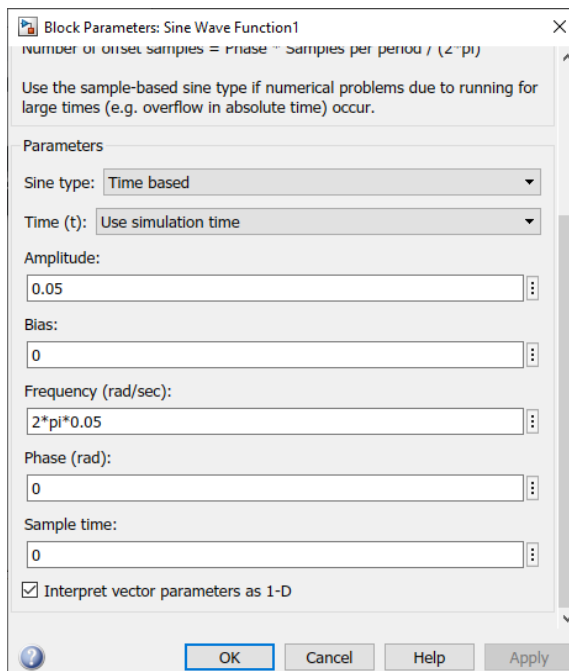 Block Parameters: Sine Wave Function1
Number of offset samples = Phase * Samples per period / (2*pi)
Use the sample-based sine type if numerical problems due to running for
large times (e.g. overflow in absolute time) occur.
Parameters
Sine type: Time based
Time (t): Use simulation time
Amplitude:
0.05
Bias:
0
Frequency (rad/sec):
2*pi*0.05
Phase (rad):
0
Sample time:
0
Interpret vector parameters as 1-D
OK Cancel Help Apply